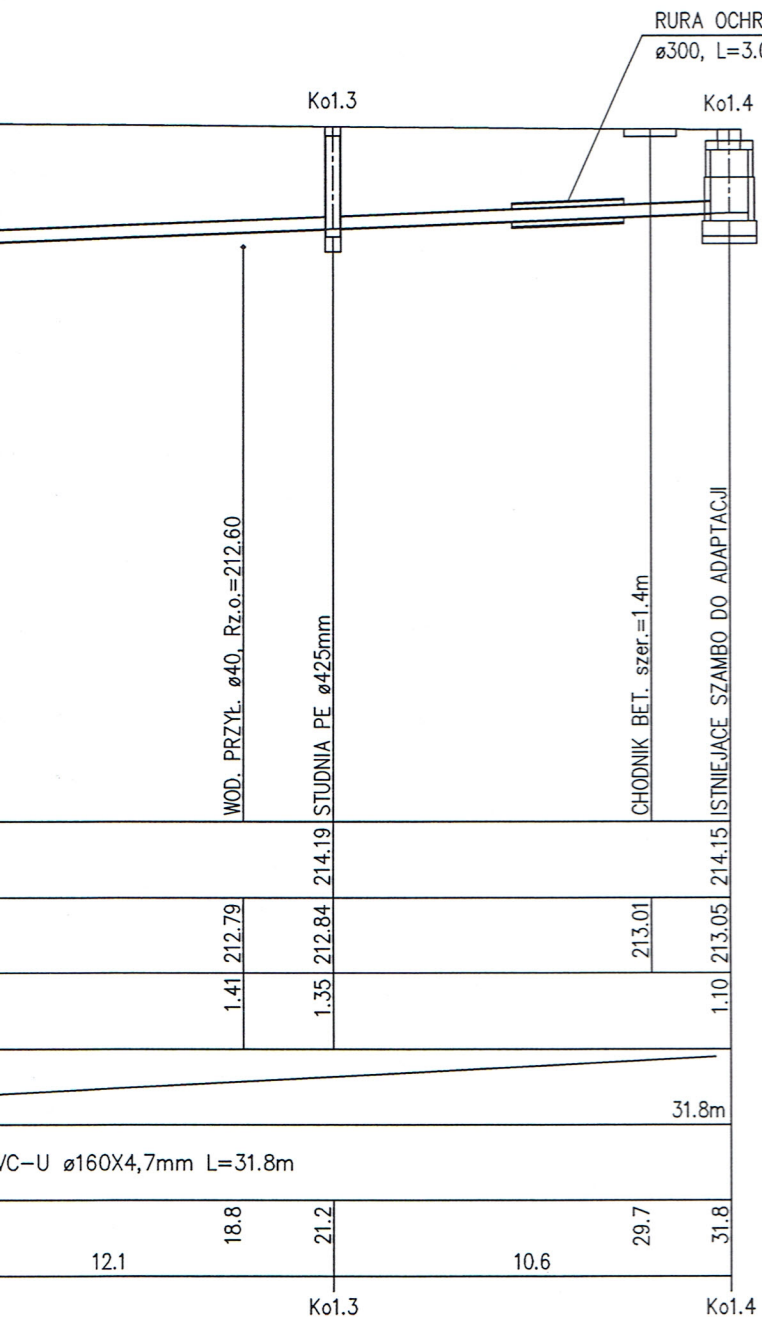 RURA OCHR
ø300, L=3.
Ko1.3
Ko1.4
WOD. PRZYŁ. ø40, Rz.o.=212.60
STUDNIA PE ø425mm
CHODNIK BET. szer.=1.4m
ISTNIEJĄCE SZAMBO DO ADAPTACJI
214.19
214.15
212.79
212.84
213.01
213.05
1.41
1.35
1.10
31.8m
VC-U ø160X4,7mm L=31.8m
18.8
21.2
29.7
31.8
12.1
10.6
Ko1.3
Ko1.4